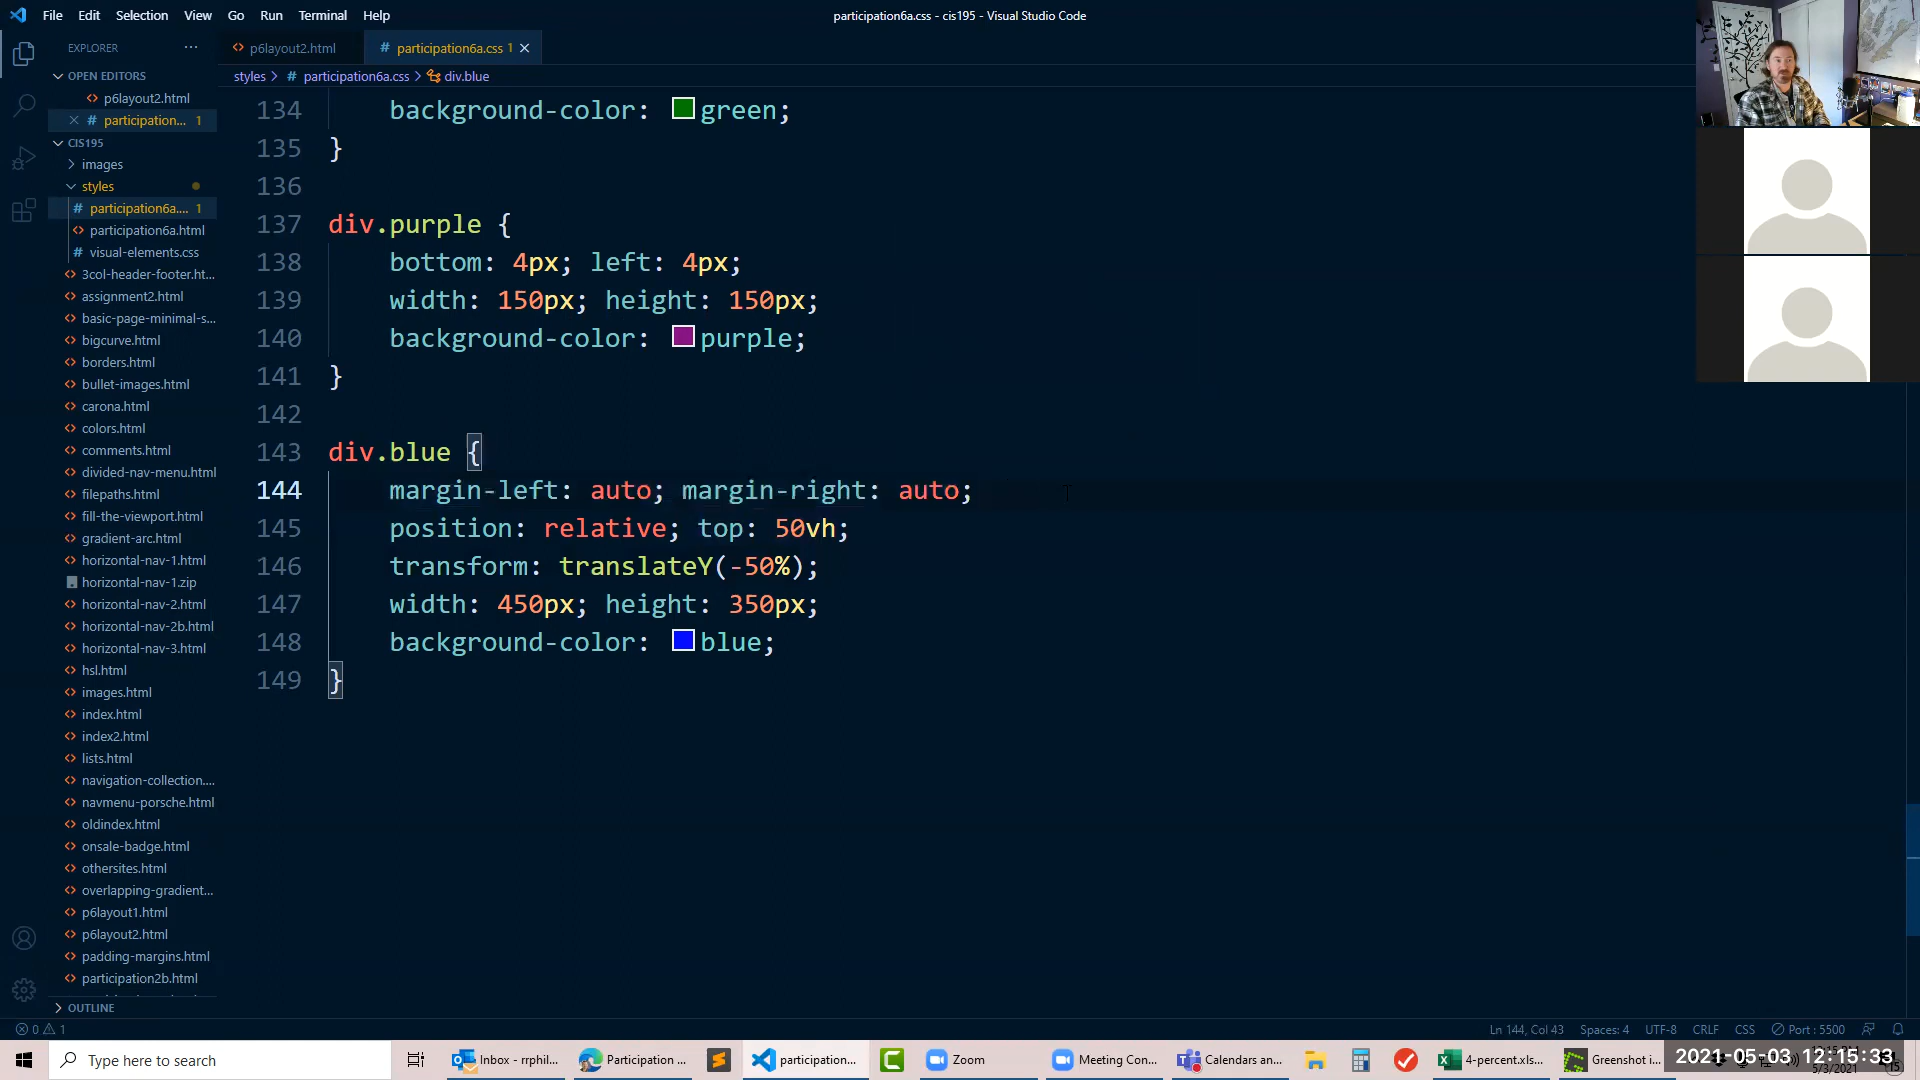 File Edit Selection View Go Run Terminal Help
participation6a.css - cis195 - Visual Studio Code
EXPLORER ···
OPEN EDITORS
p6layout2.html
participation... 1
CIS195
images
styles
participation6a.... 1
participation6a.html
visual-elements.css
3col-header-footer.ht...
assignment2.html
basic-page-minimal-s...
bigcurve.html
borders.html
bullet-images.html
carona.html
colors.html
comments.html
divided-nav-menu.html
filepaths.html
fill-the-viewport.html
gradient-arc.html
horizontal-nav-1.html
horizontal-nav-1.zip
horizontal-nav-2.html
horizontal-nav-2b.html
horizontal-nav-3.html
hsl.html
images.html
index.html
index2.html
lists.html
navigation-collection....
navmenu-porsche.html
oldindex.html
onsale-badge.html
othersites.html
overlapping-gradient...
p6layout1.html
p6layout2.html
padding-margins.html
participation2b.html
OUTLINE
p6layout2.html
# participation6a.css 1 ×
styles > # participation6a.css > div.blue
134 background-color: green;
135 }
136
137 div.purple {
138 bottom: 4px; left: 4px;
139 width: 150px; height: 150px;
140 background-color: purple;
141 }
142
143 div.blue {
144 margin-left: auto; margin-right: auto;
145 position: relative; top: 50vh;
146 transform: translateY(-50%);
147 width: 450px; height: 350px;
148 background-color: blue;
149 }
0 1
Ln 144, Col 43 Spaces: 4 UTF-8 CRLF CSS Port : 5500
Type here to search
Inbox - rrphil...
Participation ...
participation...
Zoom
Meeting Con...
Calendars an...
4-percent.xls...
Greenshot i...
2021-05-03 12:15:33
5/3/2021